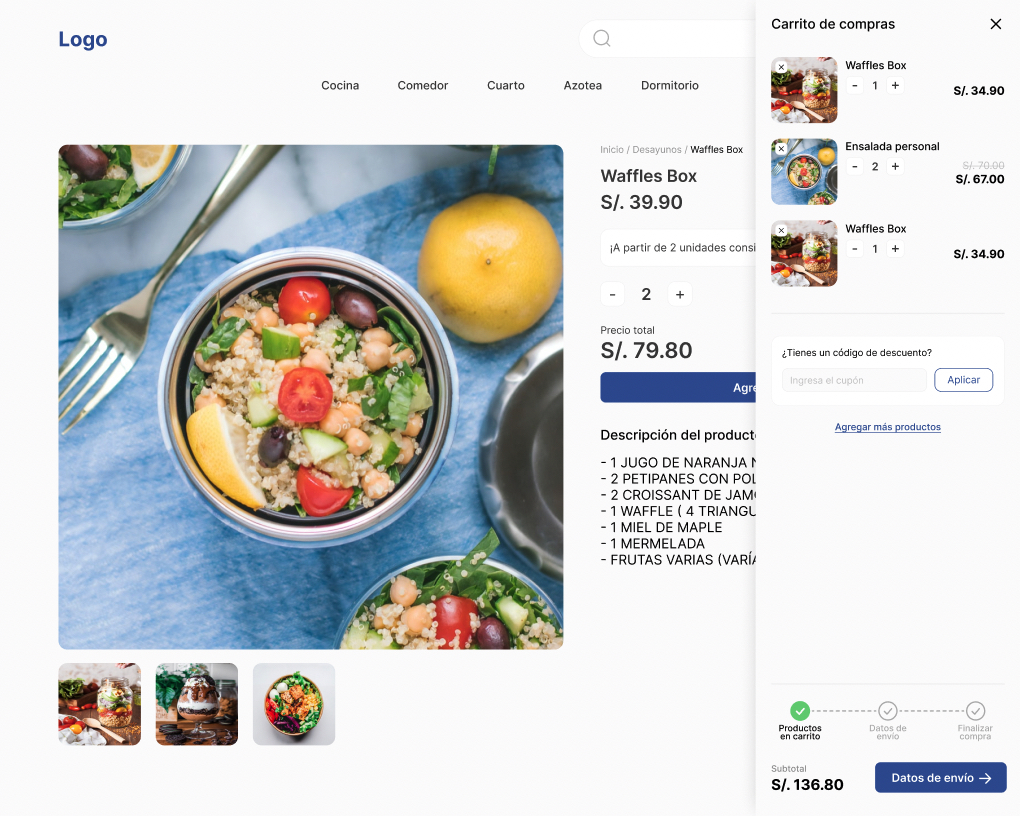 Logo
Cocina
Comedor
Cuarto
Azotea
Dormitorio
Inicio / Desayunos / Waffles Box
Waffles Box
S/. 39.90
¡A partir de 2 unidades consi
- 2 +
Precio total
S/. 79.80
Agre
Descripción del product
- 1 JUGO DE NARANJA N
- 2 PETIPANES CON POL
- 2 CROISSANT DE JAM
- 1 WAFFLE ( 4 TRIANGU
- 1 MIEL DE MAPLE
- 1 MERMELADA
- FRUTAS VARIAS (VARÍA
Carrito de compras
Waffles Box
- 1 +
S/. 34.90
Ensalada personal
- 2 +
S/. 70.00
S/. 67.00
Waffles Box
- 1 +
S/. 34.90
¿Tienes un código de descuento?
Ingresa el cupón
Aplicar
Agregar más productos
Productos
en carrito
Datos de
envío
Finalizar
compra
Subtotal
S/. 136.80
Datos de envío →